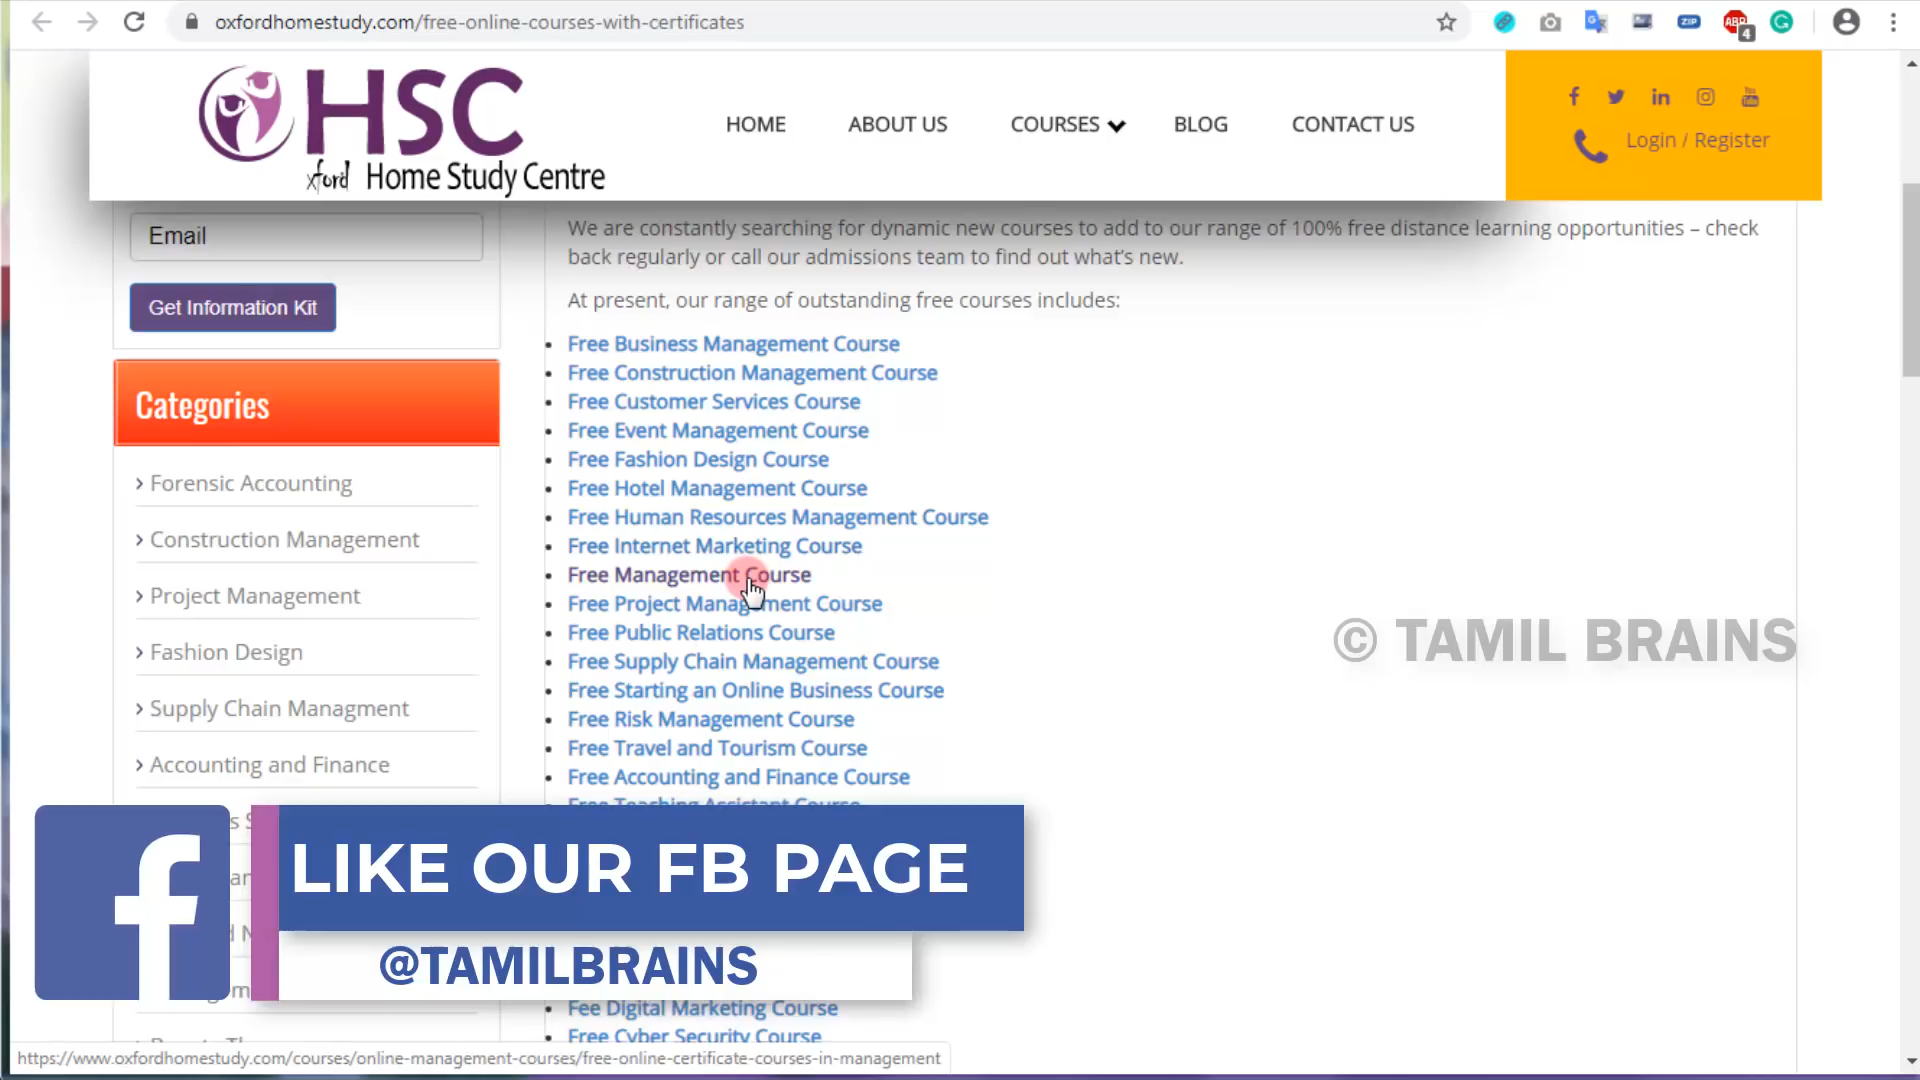 oxfordhomestudy.com/free-online-courses-with-certificates
ZIP
ABP
4
HSC
xford Home Study Centre
HOME
ABOUT US
COURSES
BLOG
CONTACT US
Login / Register
Email
Get Information Kit
Categories
Forensic Accounting
Construction Management
Project Management
Fashion Design
Supply Chain Managment
Accounting and Finance
We are constantly searching for dynamic new courses to add to our range of 100% free distance learning opportunities – check
back regularly or call our admissions team to find out what's new.
At present, our range of outstanding free courses includes:
Free Business Management Course
Free Construction Management Course
Free Customer Services Course
Free Event Management Course
Free Fashion Design Course
Free Hotel Management Course
Free Human Resources Management Course
Free Internet Marketing Course
Free Management Course
Free Project Management Course
Free Public Relations Course
Free Supply Chain Management Course
Free Starting an Online Business Course
Free Risk Management Course
Free Travel and Tourism Course
Free Accounting and Finance Course
Free Teaching Assistant Course
Fee Digital Marketing Course
Free Cyber Security Course
© TAMIL BRAINS
LIKE OUR FB PAGE
@TAMILBRAINS
https://www.oxfordhomestudy.com/courses/online-management-courses/free-online-certificate-courses-in-management